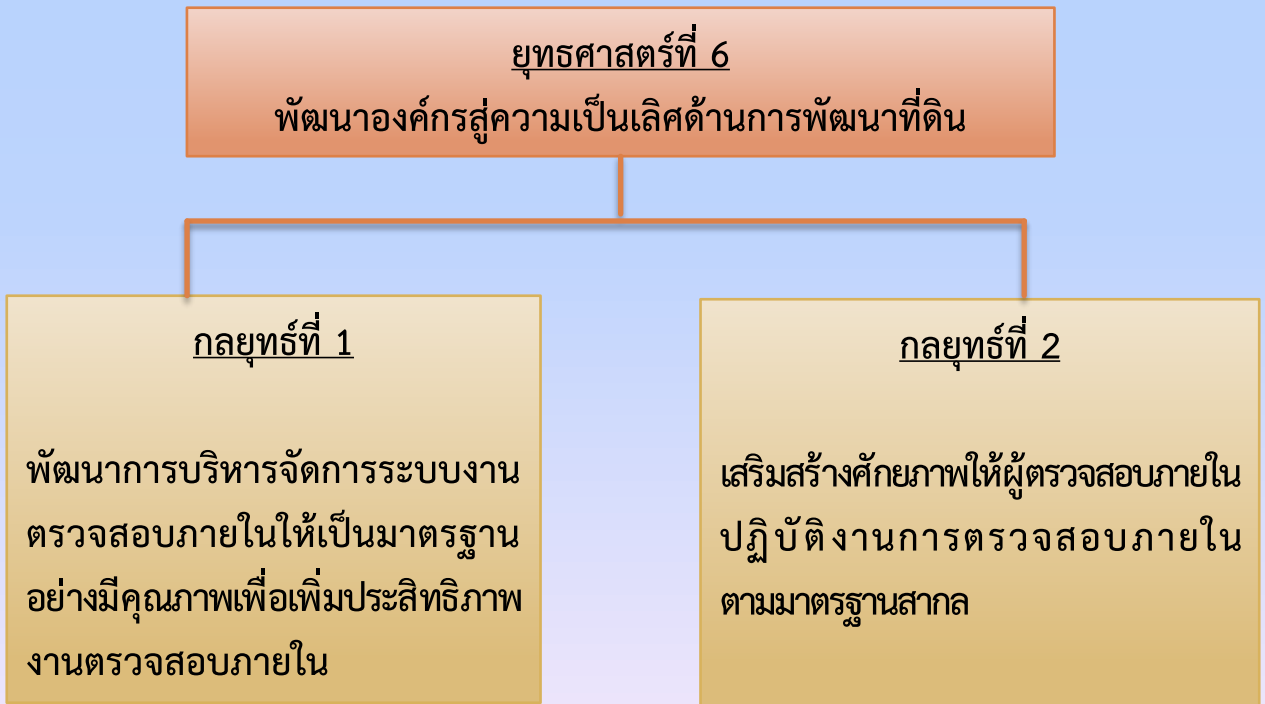 ยุทธศาสตร์ที่ 6
พัฒนาองค์กรสู่ความเป็นเลิศด้านการพัฒนาที่ดิน
กลยุทธ์ที่ 1
พัฒนาการบริหารจัดการระบบงาน
ตรวจสอบภายในให้เป็นมาตรฐาน
อย่างมีคุณภาพเพื่อเพิ่มประสิทธิภาพ
งานตรวจสอบภายใน
กลยุทธ์ที่ 2
เสริมสร้างศักยภาพให้ผู้ตรวจสอบภายใน
ปฏิบัติงานการตรวจสอบภายใน
ตามมาตรฐานสากล